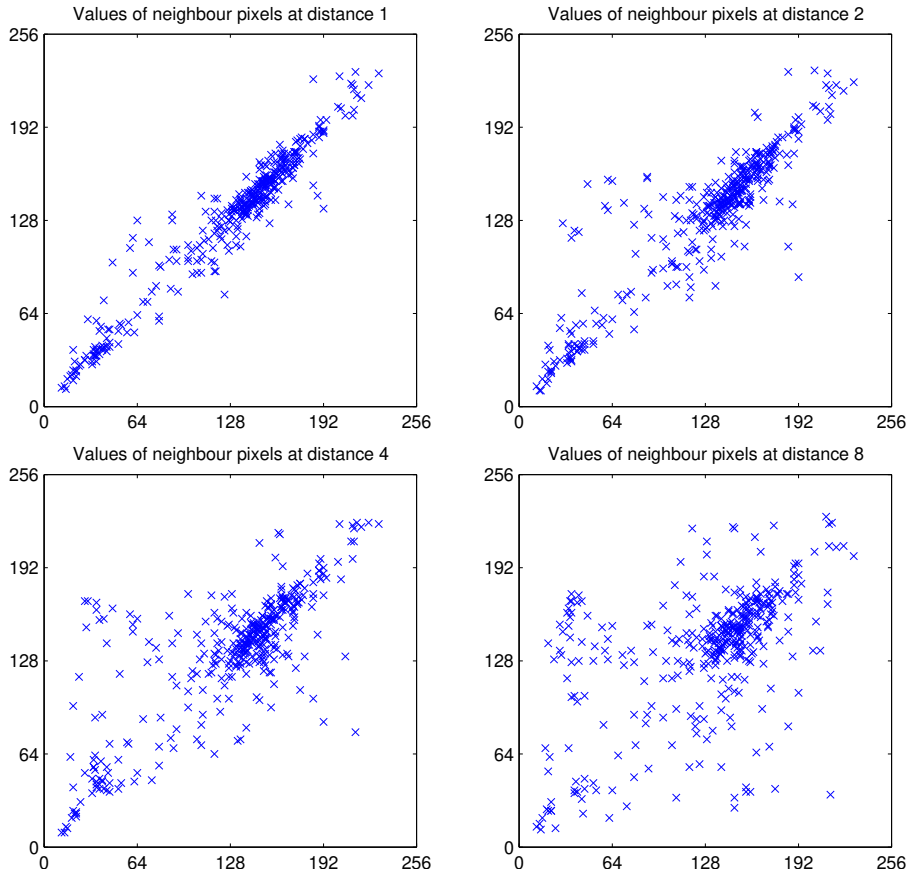 Values of neighbour pixels at distance 1
256
192
128
64
0
0 64 128 192 256
Values of neighbour pixels at distance 2
256
192
128
64
0
0 64 128 192 256
Values of neighbour pixels at distance 4
256
192
128
64
0
0 64 128 192 256
Values of neighbour pixels at distance 8
256
192
128
64
0
0 64 128 192 256